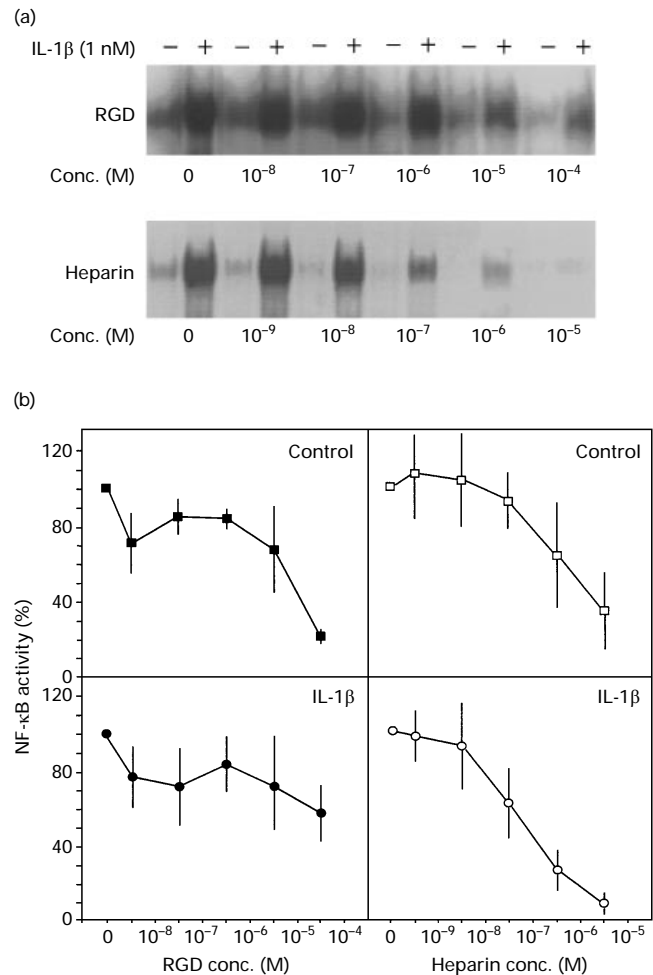 (a)
IL-1β (1 nM) − + − + − + − + − + − +
RGD
Conc. (M) 0 10⁻⁸ 10⁻⁷ 10⁻⁶ 10⁻⁵ 10⁻⁴
Heparin
Conc. (M) 0 10⁻⁹ 10⁻⁸ 10⁻⁷ 10⁻⁶ 10⁻⁵
(b)
NF-κB activity (%)
120 Control Control
80
40
0
120 IL-1β IL-1β
80
40
0
0 10⁻⁸ 10⁻⁷ 10⁻⁶ 10⁻⁵ 10⁻⁴ 0 10⁻⁹ 10⁻⁸ 10⁻⁷ 10⁻⁶ 10⁻⁵
RGD conc. (M) Heparin conc. (M)